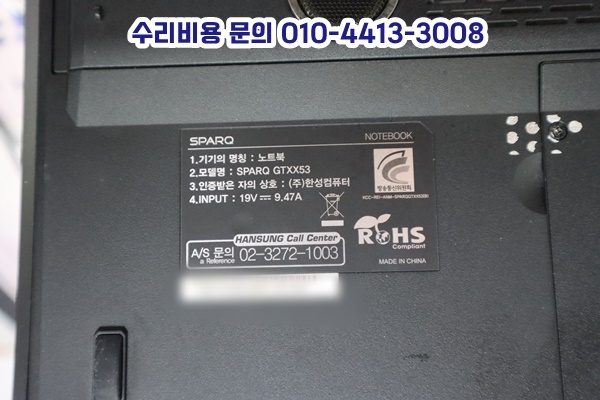 수리비용 문의 010-4413-3008
SPARQ
NOTEBOOK
1.기기의 명칭 : 노트북
2.모델명 : SPARQ GTXX53
3.인증받은 자의 상호 : (주)한성컴퓨터
4.INPUT : 19V ⎓ 9.47A
방송통신위원회
HANSUNG Call Center
A/S 문의
& Reference
02-3272-1003
RoHS
Compliant
MADE IN CHINA